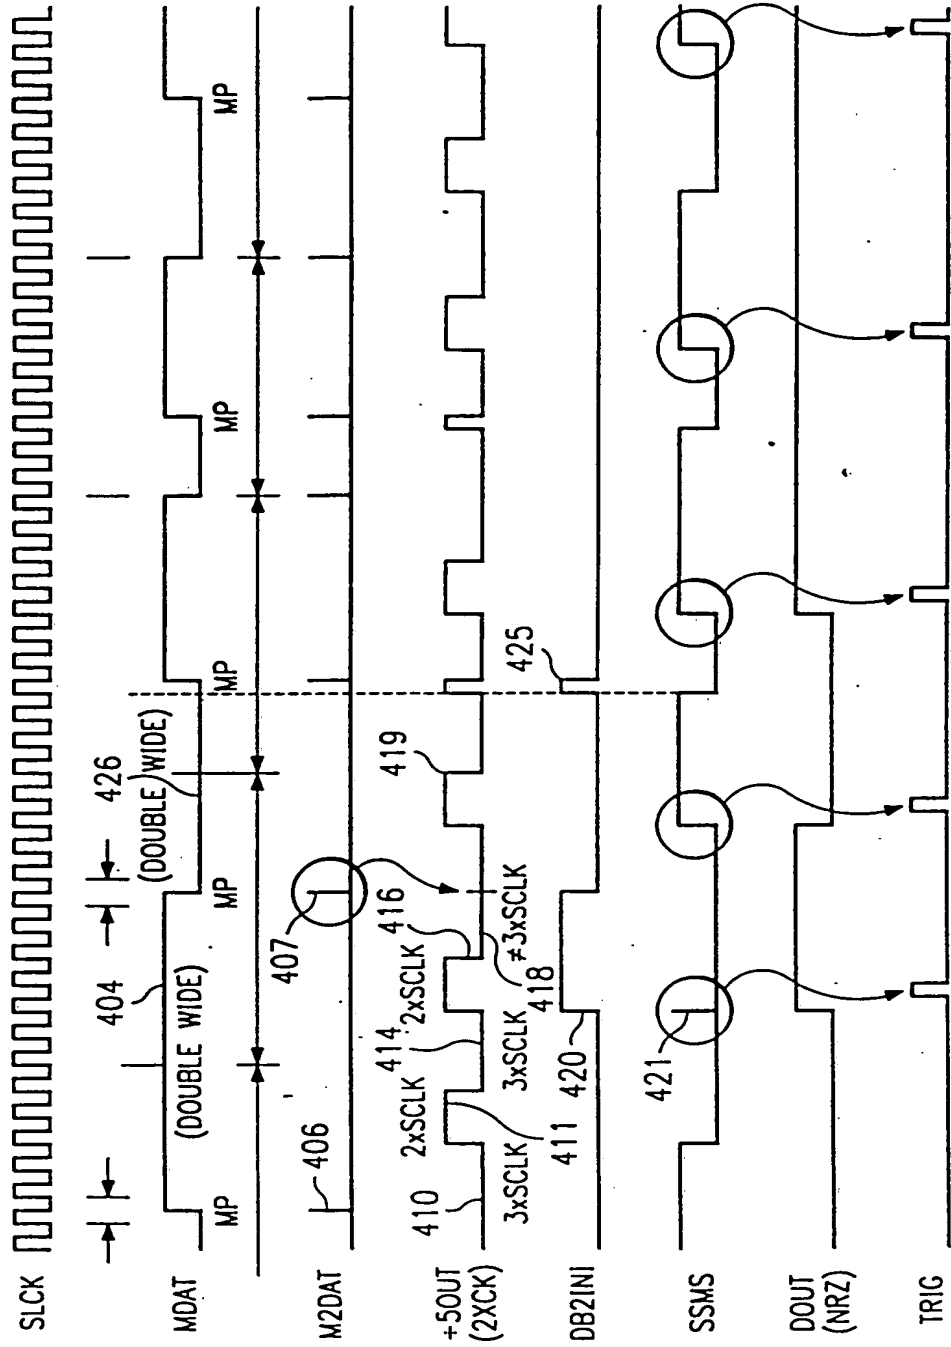 SLCK
MDAT
404
426
(DOUBLE WIDE)
(DOUBLE WIDE)
MP
MP
MP
MP
MP
M2DAT
406
407
+5OUT
(2XCK)
410
3xSCLK
411
2xSCLK
414
3xSCLK
2xSCLK
416
418
≠3xSCLK
419
DB2INI
420
425
SSMS
421
DOUT
(NRZ)
TRIG